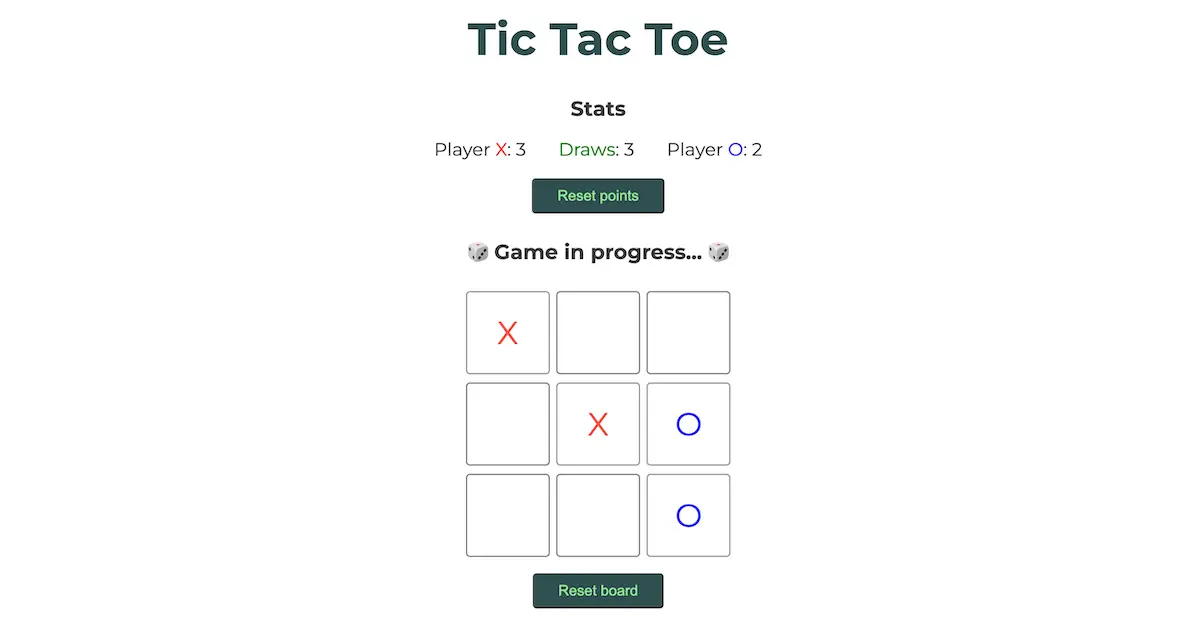 Tic Tac Toe
Stats
Player X: 3 Draws: 3 Player O: 2
Reset points
Game in progress...
X
X O
O
Reset board